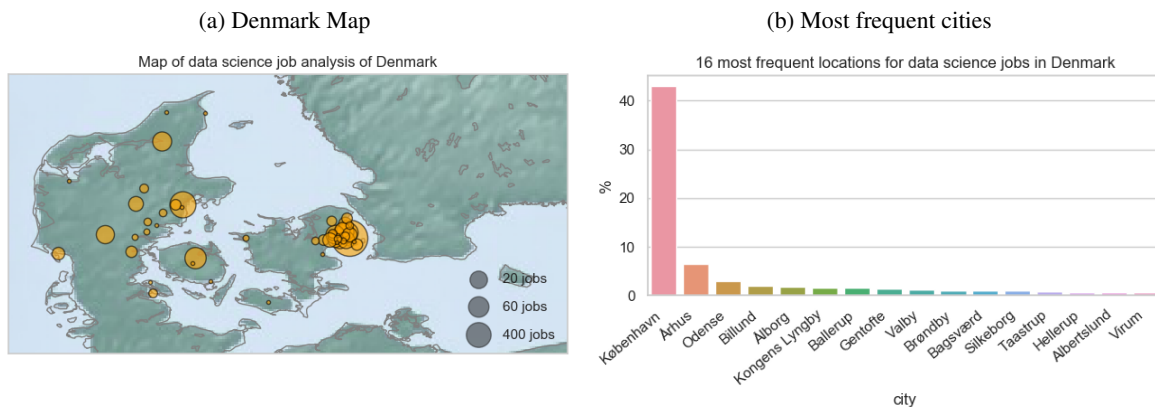 (a) Denmark Map
Map of data science job analysis of Denmark
20 jobs
60 jobs
400 jobs
(b) Most frequent cities
16 most frequent locations for data science jobs in Denmark
40
30
20
10
0
%
København
Århus
Odense
Billund
Ålborg
Kongens Lyngby
Ballerup
Gentofte
Valby
Brøndby
Bagsværd
Silkeborg
Taastrup
Hellerup
Albertslund
Virum
city